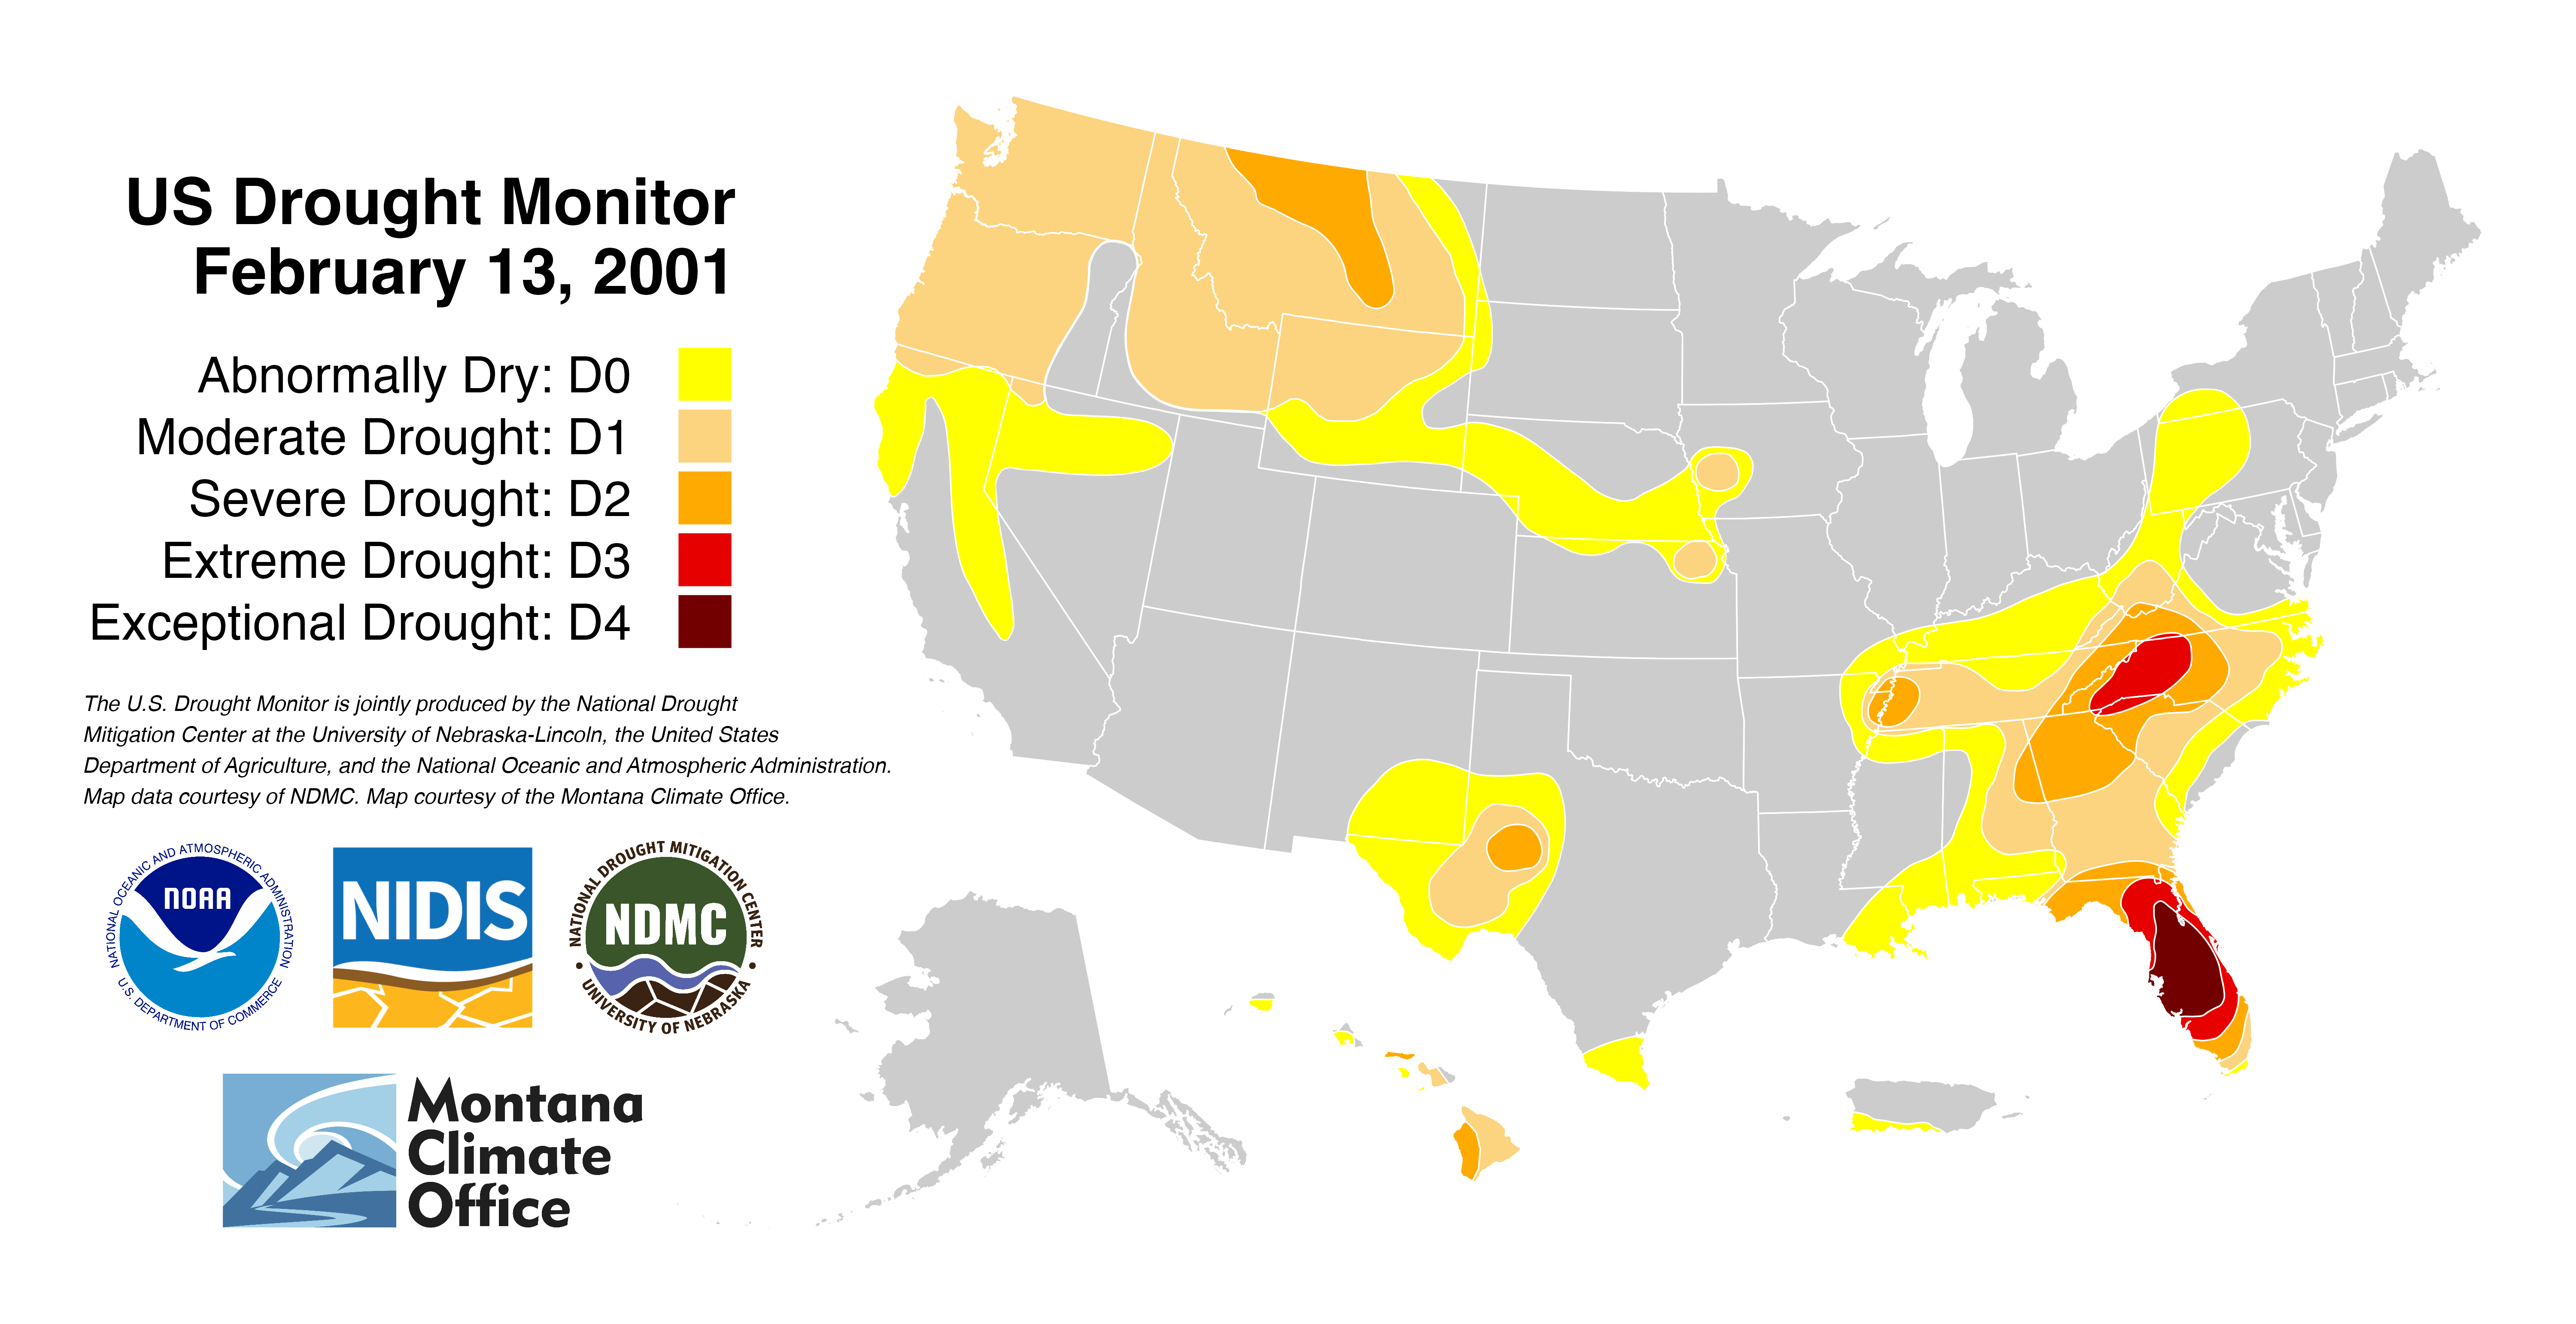 US Drought Monitor
February 13, 2001
Abnormally Dry: D0
Moderate Drought: D1
Severe Drought: D2
Extreme Drought: D3
Exceptional Drought: D4
The U.S. Drought Monitor is jointly produced by the National Drought
Mitigation Center at the University of Nebraska-Lincoln, the United States
Department of Agriculture, and the National Oceanic and Atmospheric Administration.
Map data courtesy of NDMC. Map courtesy of the Montana Climate Office.
NATIONAL OCEANIC AND ATMOSPHERIC ADMINISTRATION
NOAA
U.S. DEPARTMENT OF COMMERCE
NIDIS
NATIONAL DROUGHT MITIGATION CENTER
NDMC
UNIVERSITY OF NEBRASKA
Montana
Climate
Office